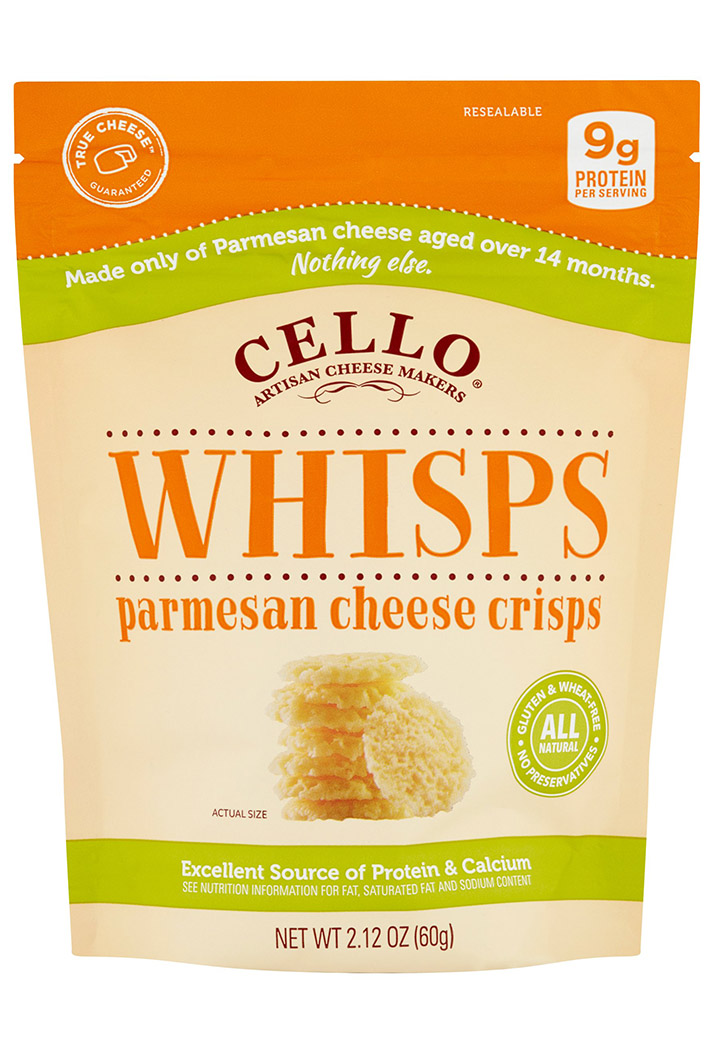 RESEALABLE
TRUE CHEESE™
GUARANTEED
9g
PROTEIN
PER SERVING
Made only of Parmesan cheese aged over 14 months.
Nothing else.
CELLO
ARTISAN CHEESE MAKERS®
WHISPS
parmesan cheese crisps
GLUTEN & WHEAT-FREE
ALL
NATURAL
NO PRESERVATIVES
ACTUAL SIZE
Excellent Source of Protein & Calcium
SEE NUTRITION INFORMATION FOR FAT, SATURATED FAT AND SODIUM CONTENT
NET WT 2.12 OZ (60g)